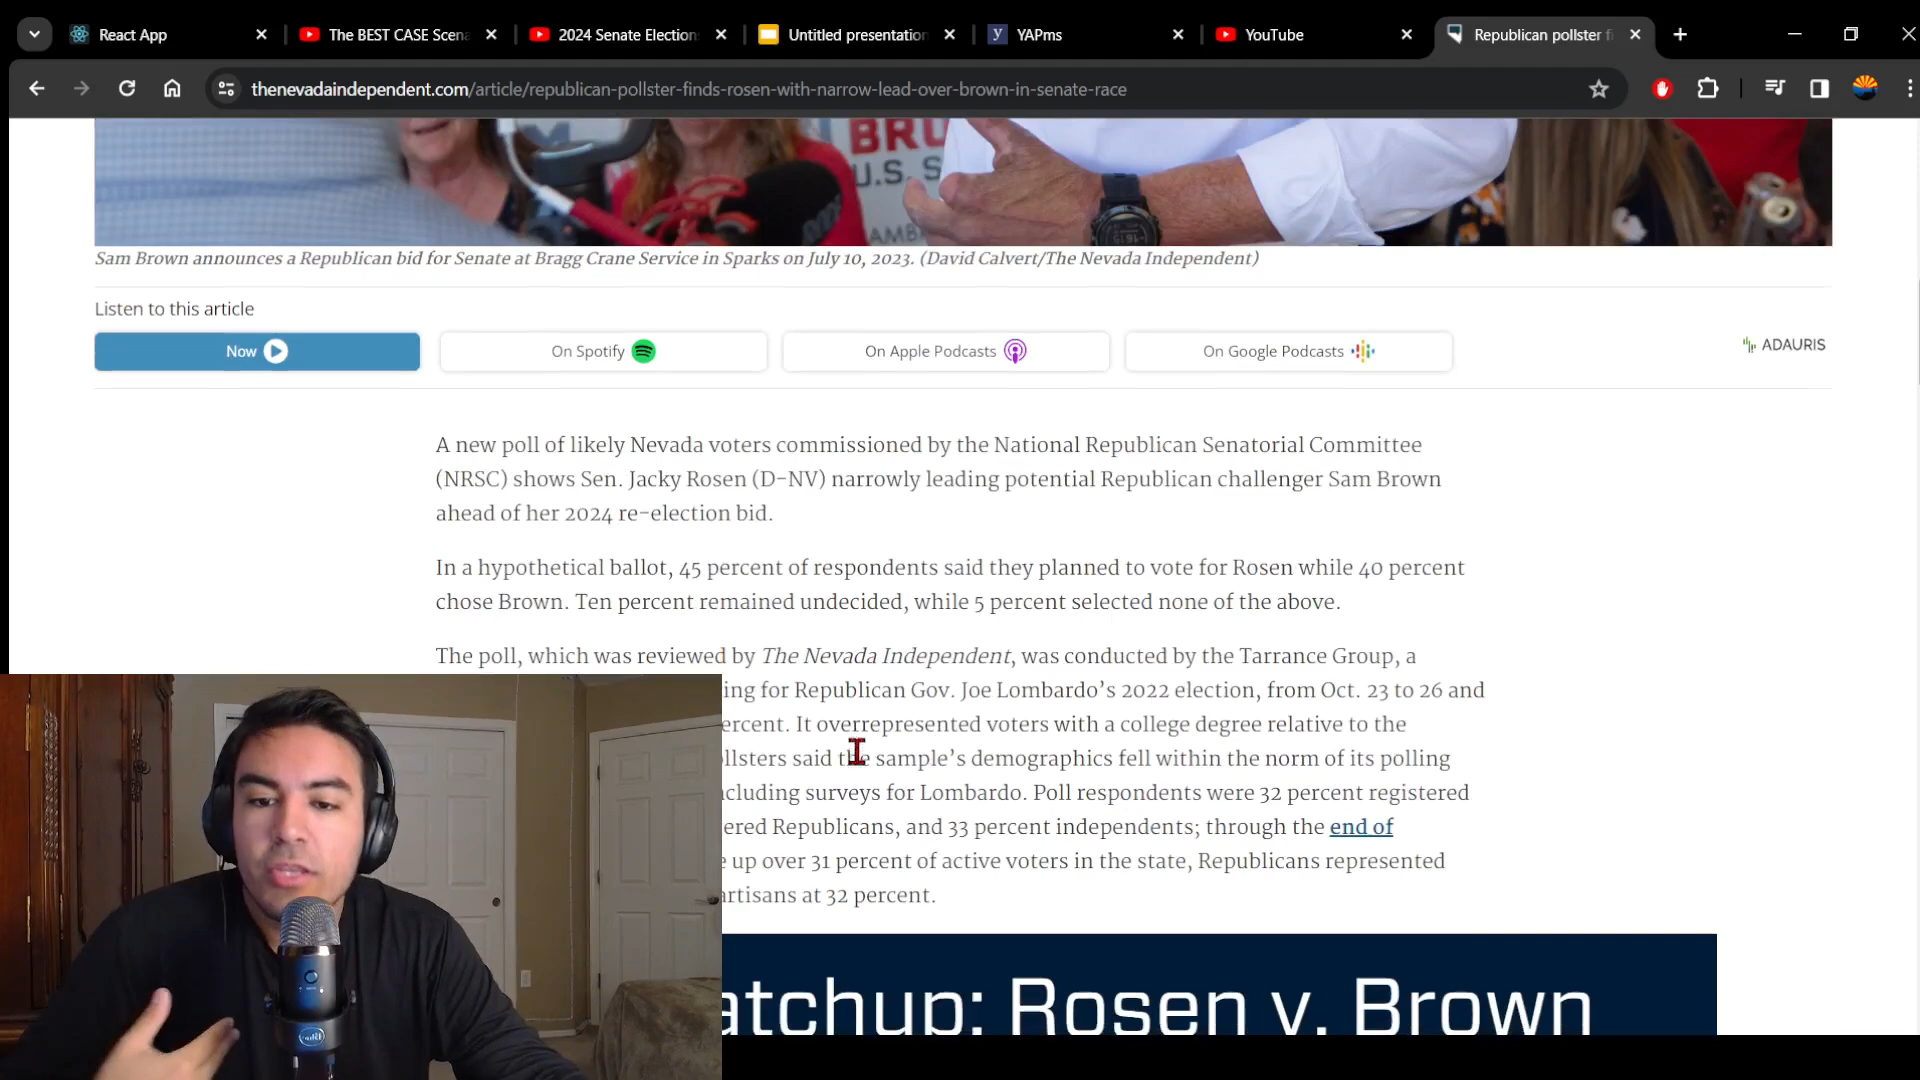 React App
The BEST CASE Scena
2024 Senate Election
Untitled presentation
YAPms
YouTube
Republican pollster fi
thenevadaindependent.com/article/republican-pollster-finds-rosen-with-narrow-lead-over-brown-in-senate-race
BRO
U.S. S
AMBA
Sam Brown announces a Republican bid for Senate at Bragg Crane Service in Sparks on July 10, 2023. (David Calvert/The Nevada Independent)
Listen to this article
Now
On Spotify
On Apple Podcasts
On Google Podcasts
ADAURIS
A new poll of likely Nevada voters commissioned by the National Republican Senatorial Committee
(NRSC) shows Sen. Jacky Rosen (D-NV) narrowly leading potential Republican challenger Sam Brown
ahead of her 2024 re-election bid.
In a hypothetical ballot, 45 percent of respondents said they planned to vote for Rosen while 40 percent
chose Brown. Ten percent remained undecided, while 5 percent selected none of the above.
The poll, which was reviewed by The Nevada Independent, was conducted by the Tarrance Group, a
ing for Republican Gov. Joe Lombardo's 2022 election, from Oct. 23 to 26 and
ercent. It overrepresented voters with a college degree relative to the
llsters said the sample's demographics fell within the norm of its polling
cluding surveys for Lombardo. Poll respondents were 32 percent registered
ered Republicans, and 33 percent independents; through the end of
e up over 31 percent of active voters in the state, Republicans represented
artisans at 32 percent.
atchup: Rosen v. Brown